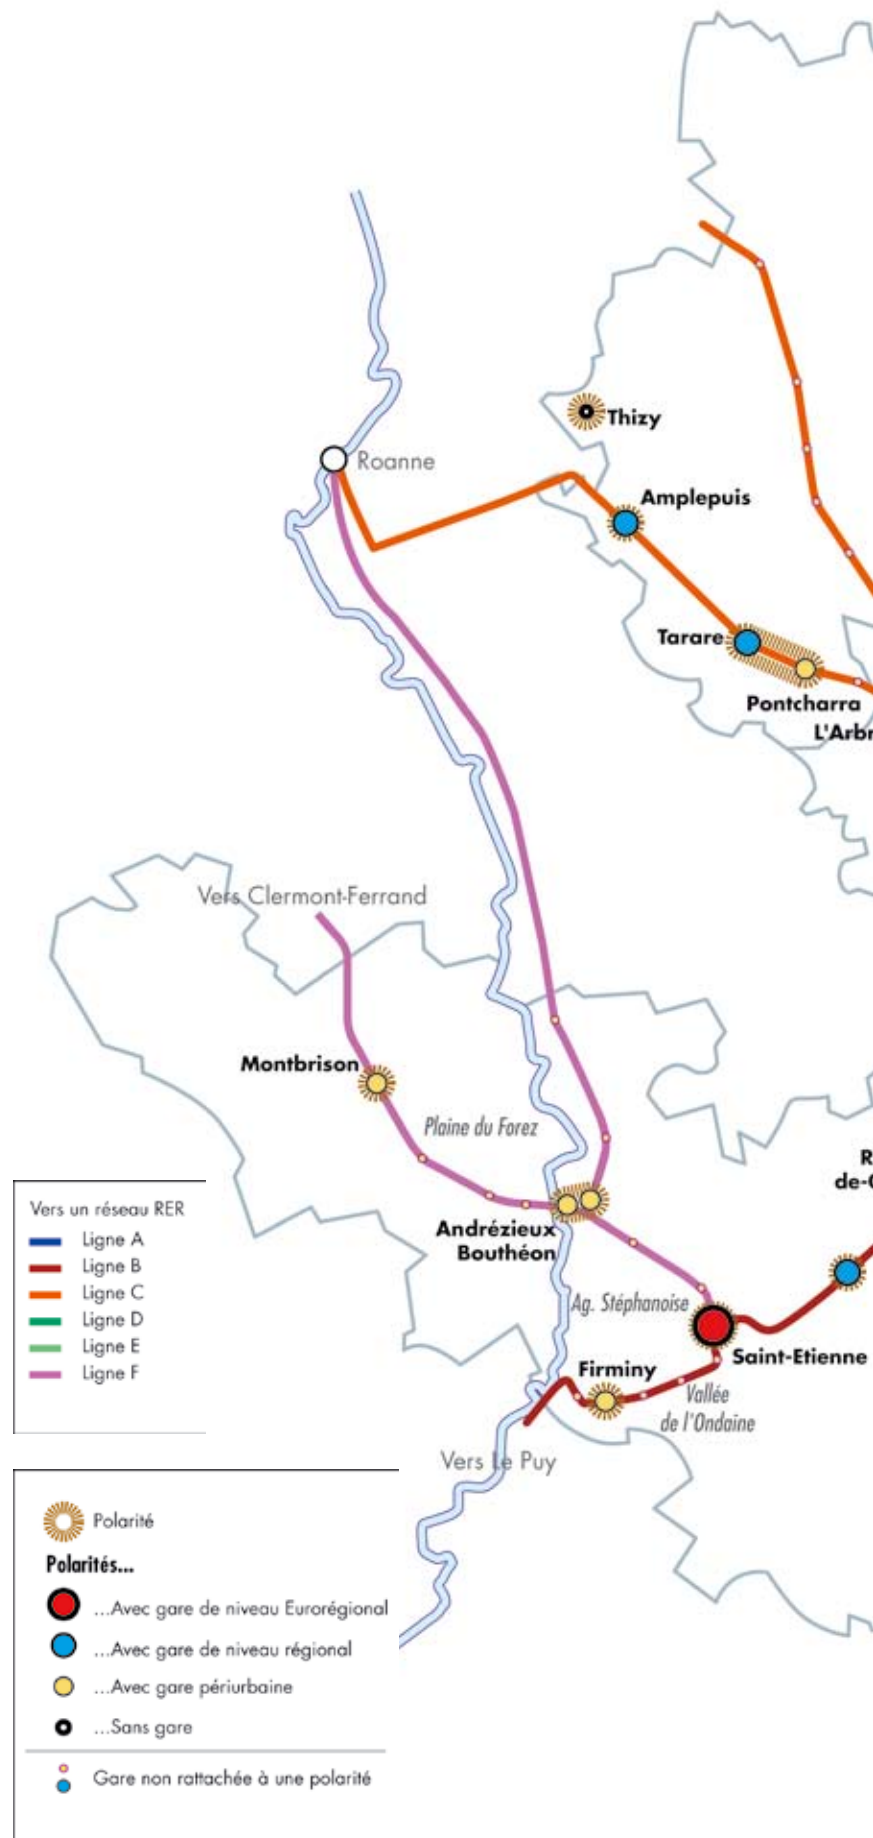 Thizy
Roanne
Amplepuis
Tarare
Pontcharra
L'Arbr
Vers Clermont-Ferrand
Montbrison
Plaine du Forez
R
de-
Andrézieux
Bouthéon
Ag. Stéphanoise
Saint-Etienne
Firminy
Vallée
de l'Ondaine
Vers Le Puy
Vers un réseau RER
Ligne A
Ligne B
Ligne C
Ligne D
Ligne E
Ligne F
Polarité
Polarités...
...Avec gare de niveau Eurorégional
...Avec gare de niveau régional
...Avec gare périurbaine
...Sans gare
Gare non rattachée à une polarité